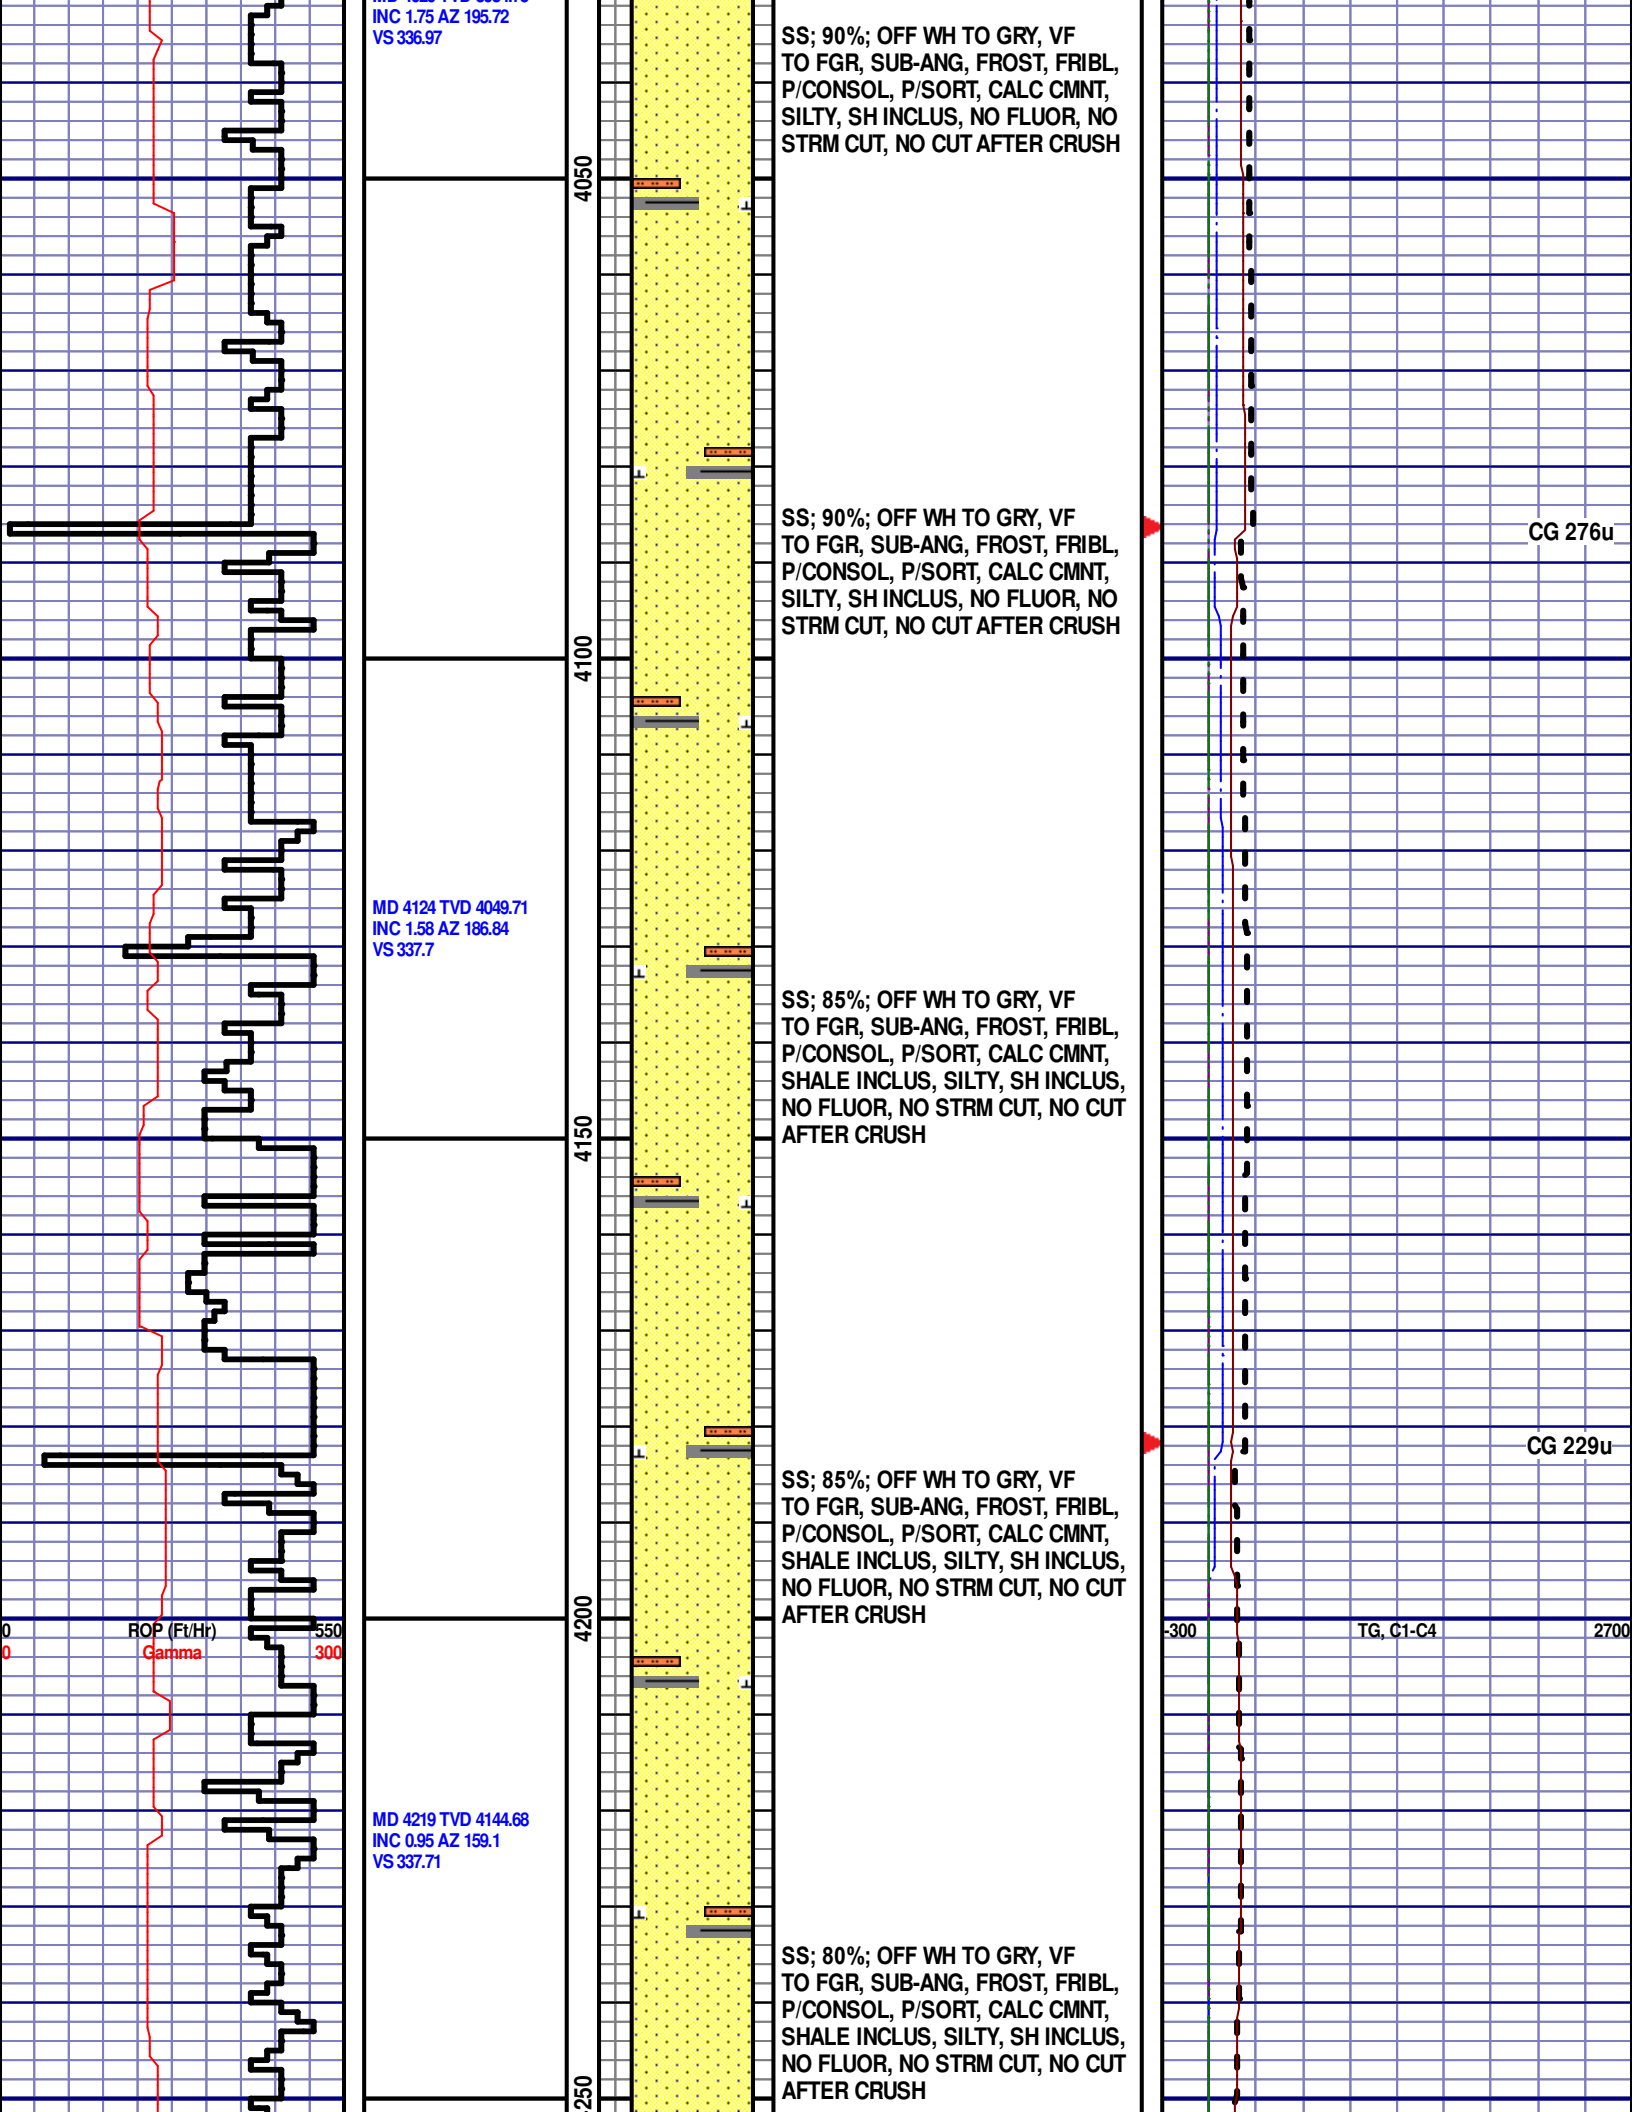 INC 1.75 AZ 195.72
VS 336.97
SS; 90%; OFF WH TO GRY, VF
TO FGR, SUB-ANG, FROST, FRIBL,
P/CONSOL, P/SORT, CALC CMNT,
SILTY, SH INCLUS, NO FLUOR, NO
STRM CUT, NO CUT AFTER CRUSH
4050
SS; 90%; OFF WH TO GRY, VF
TO FGR, SUB-ANG, FROST, FRIBL,
P/CONSOL, P/SORT, CALC CMNT,
SILTY, SH INCLUS, NO FLUOR, NO
STRM CUT, NO CUT AFTER CRUSH
CG 276u
4100
MD 4124 TVD 4049.71
INC 1.58 AZ 186.84
VS 337.7
SS; 85%; OFF WH TO GRY, VF
TO FGR, SUB-ANG, FROST, FRIBL,
P/CONSOL, P/SORT, CALC CMNT,
SHALE INCLUS, SILTY, SH INCLUS,
NO FLUOR, NO STRM CUT, NO CUT
AFTER CRUSH
4150
CG 229u
SS; 85%; OFF WH TO GRY, VF
TO FGR, SUB-ANG, FROST, FRIBL,
P/CONSOL, P/SORT, CALC CMNT,
SHALE INCLUS, SILTY, SH INCLUS,
NO FLUOR, NO STRM CUT, NO CUT
AFTER CRUSH
4200
0 ROP (Ft/Hr) 550
0 Gamma 300
-300 TG, C1-C4 2700
MD 4219 TVD 4144.68
INC 0.95 AZ 159.1
VS 337.71
SS; 80%; OFF WH TO GRY, VF
TO FGR, SUB-ANG, FROST, FRIBL,
P/CONSOL, P/SORT, CALC CMNT,
SHALE INCLUS, SILTY, SH INCLUS,
NO FLUOR, NO STRM CUT, NO CUT
AFTER CRUSH
250